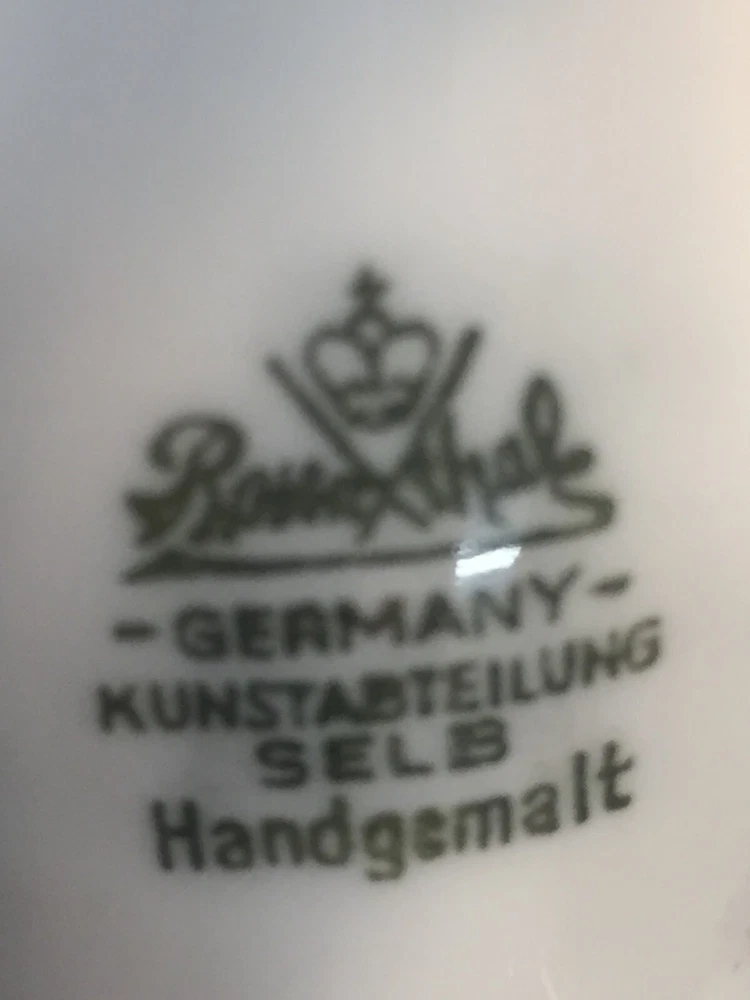 Rosenthal
- GERMANY -
KUNSTABTEILUNG
SELB
Handgemalt